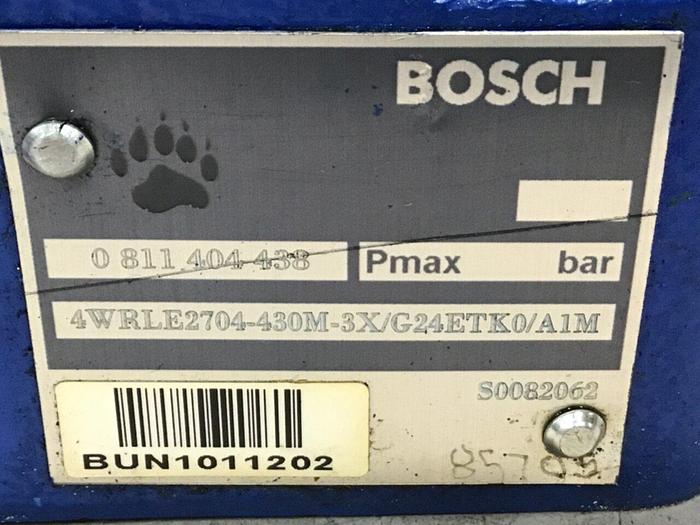 BOSCH
0 811 404 438
Pmax bar
4WRLE2704-430M-3X/G24ETK0/A1M
S0082062
BUN1011202
85705